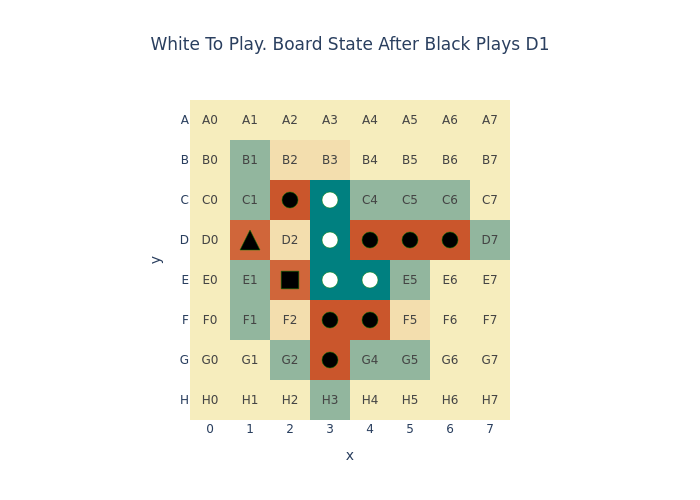 White To Play. Board State After Black Plays D1
A A0 A1 A2 A3 A4 A5 A6 A7
B B0 B1 B2 B3 B4 B5 B6 B7
C C0 C1 C4 C5 C6 C7
D D0 D2 D7
y
E E0 E1 E5 E6 E7
F F0 F1 F2 F5 F6 F7
G G0 G1 G2 G4 G5 G6 G7
H H0 H1 H2 H3 H4 H5 H6 H7
0 1 2 3 4 5 6 7
x